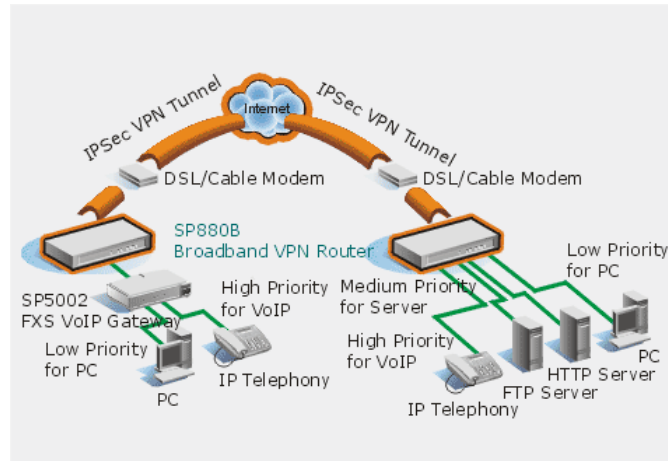 IPSec VPN Tunnel
Internet
IPSec VPN Tunnel
DSL/Cable Modem
DSL/Cable Modem
SP880B
Broadband VPN Router
Low Priority
for PC
SP5002
FXS VoIP Gateway
High Priority
for VoIP
Medium Priority
for Server
Low Priority
for PC
High Priority
for VoIP
PC
IP Telephony
PC
HTTP Server
FTP Server
IP Telephony